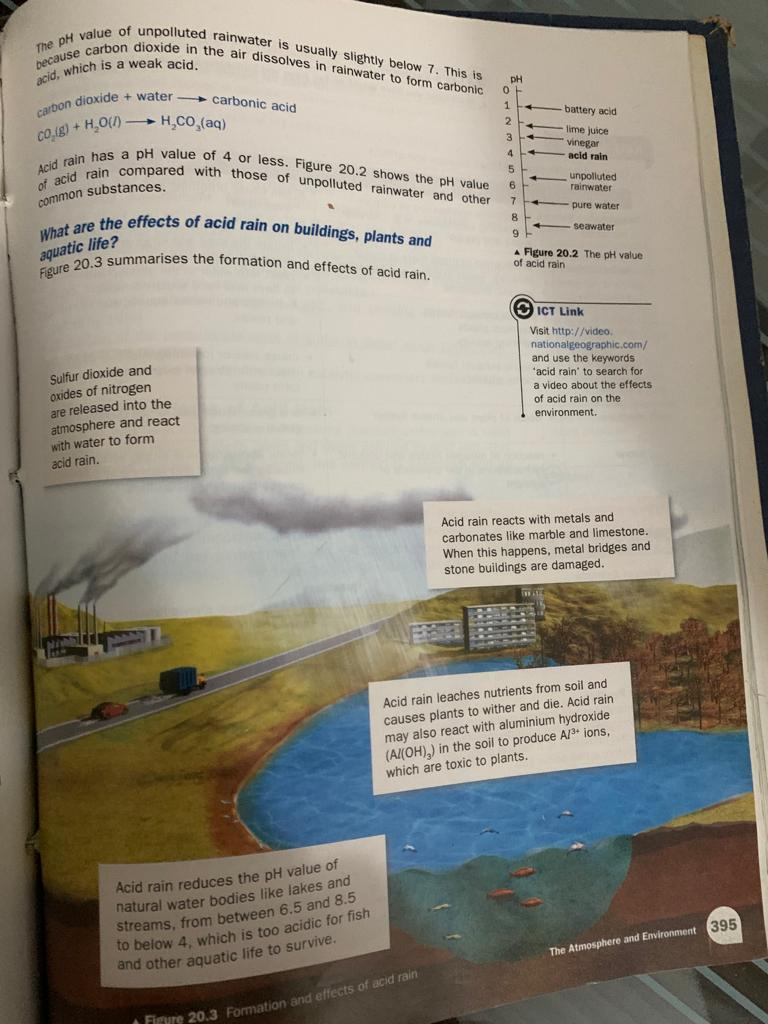 The pH value of unpolluted rainwater is usually slightly below 7. This is
because carbon dioxide in the air dissolves in rainwater to form carbonic
acid, which is a weak acid.
carbon dioxide + water ⟶ carbonic acid
CO₂(g) + H₂O(l) ⟶ H₂CO₃(aq)
Acid rain has a pH value of 4 or less. Figure 20.2 shows the pH value
of acid rain compared with those of unpolluted rainwater and other
common substances.
What are the effects of acid rain on buildings, plants and
aquatic life?
Figure 20.3 summarises the formation and effects of acid rain.
pH
0
1
battery acid
2
lime juice
3
vinegar
4
acid rain
5
unpolluted
6
rainwater
7
pure water
8
seawater
9
▲ Figure 20.2 The pH value
of acid rain
ICT Link
Visit http://video.
nationalgeographic.com/
and use the keywords
‘acid rain’ to search for
a video about the effects
of acid rain on the
environment.
Sulfur dioxide and
oxides of nitrogen
are released into the
atmosphere and react
with water to form
acid rain.
Acid rain reacts with metals and
carbonates like marble and limestone.
When this happens, metal bridges and
stone buildings are damaged.
Acid rain leaches nutrients from soil and
causes plants to wither and die. Acid rain
may also react with aluminium hydroxide
(Al(OH)₃) in the soil to produce Al³⁺ ions,
which are toxic to plants.
Acid rain reduces the pH value of
natural water bodies like lakes and
streams, from between 6.5 and 8.5
to below 4, which is too acidic for fish
and other aquatic life to survive.
The Atmosphere and Environment 395
▲ Figure 20.3 Formation and effects of acid rain